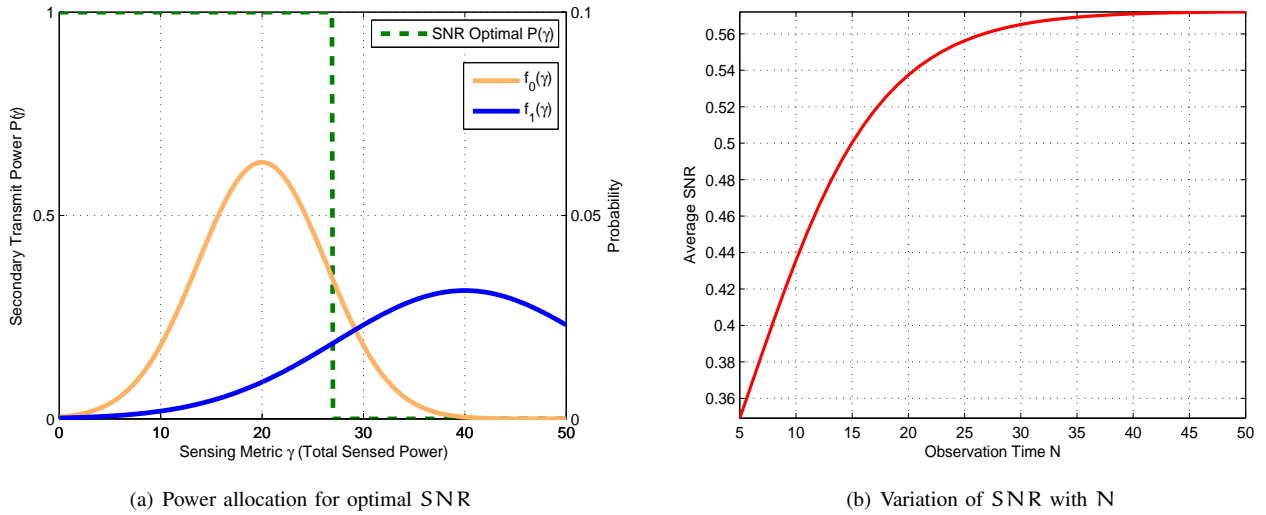 1
0.5
0
Secondary Transmit Power P(γ)
0.1
0.05
0
Probability
SNR Optimal P(γ)
f0(γ)
f1(γ)
0 10 20 30 40 50
Sensing Metric γ (Total Sensed Power)
(a) Power allocation for optimal SNR
0.56
0.54
0.52
0.5
0.48
0.46
0.44
0.42
0.4
0.38
0.36
Average SNR
5 10 15 20 25 30 35 40 45 50
Observation Time N
(b) Variation of SNR with N